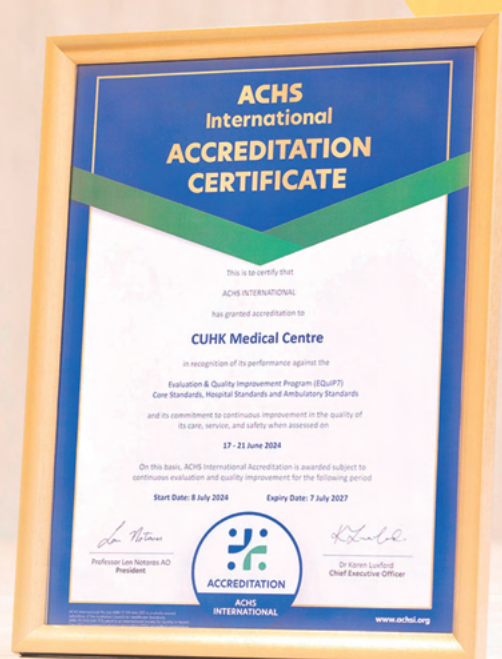 ACHS
International
ACCREDITATION
CERTIFICATE
This is to certify that
ACHS INTERNATIONAL
has granted accreditation to
CUHK Medical Centre
in recognition of its performance against the
Evaluation & Quality Improvement Program (EQuIP7)
Core Standards, Hospital Standards and Ambulatory Standards
and its commitment to continuous improvement in the quality of
its care, service, and safety when assessed on
17 - 21 June 2024
On this basis, ACHS International Accreditation is awarded subject to
continuous evaluation and quality improvement for the following period
Start Date: 8 July 2024 Expiry Date: 7 July 2027
Professor Len Notaras AO
President
Dr Karen Luxford
Chief Executive Officer
ACCREDITATION
ACHS
INTERNATIONAL
www.achsi.org